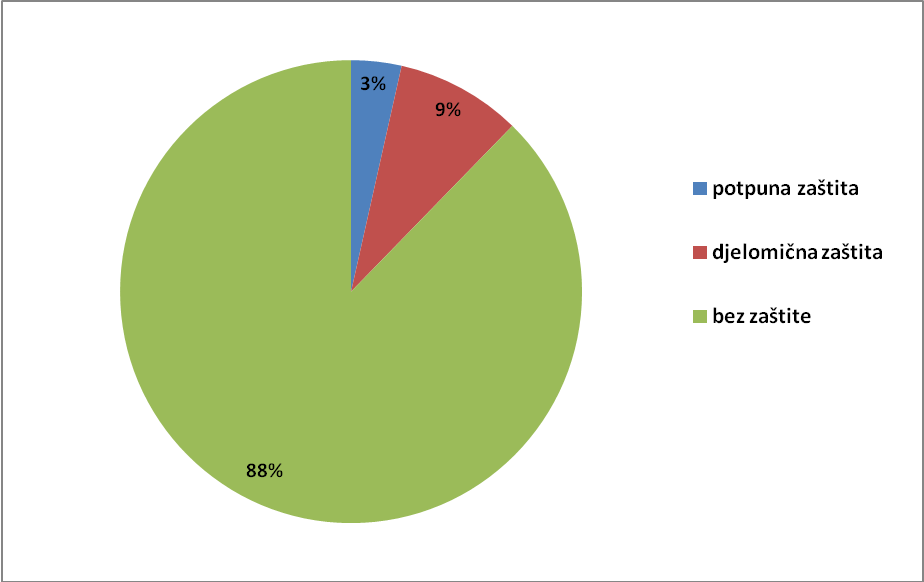 3%
9%
88%
potpuna zaštita
djelomična zaštita
bez zaštite